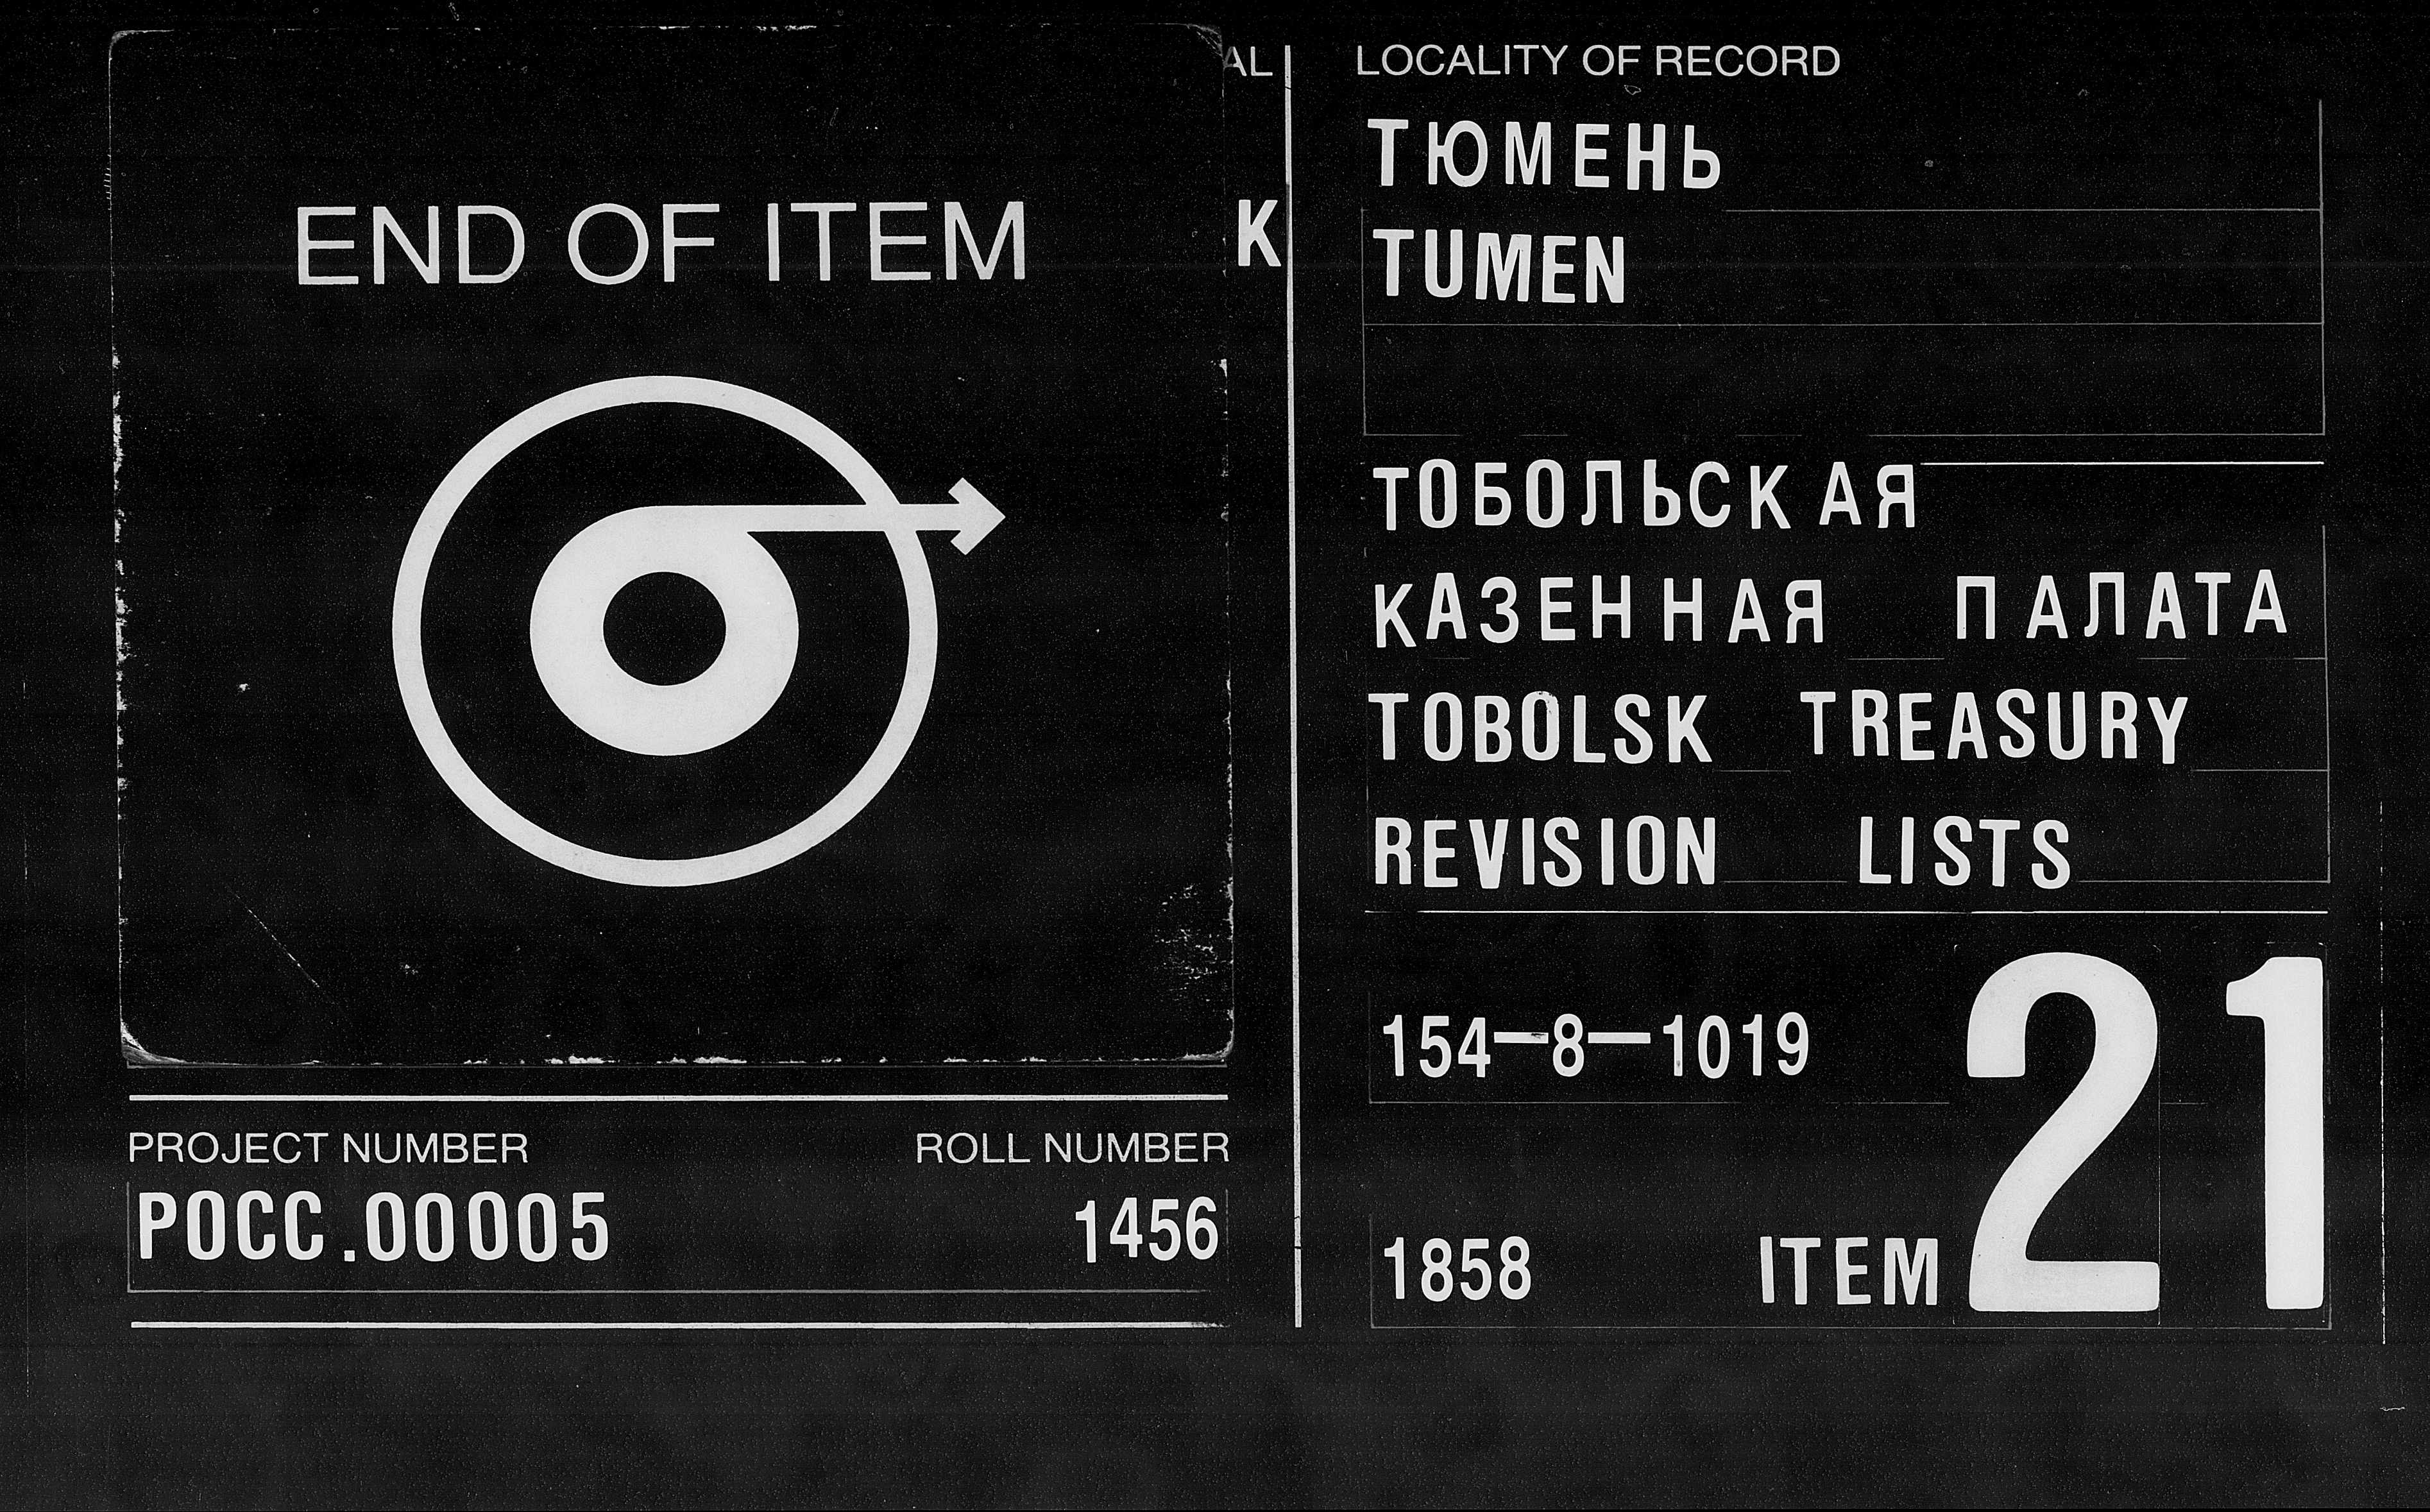 END OF ITEM
AL
K
PROJECT NUMBER ROLL NUMBER
РОСС.00005 1456
LOCALITY OF RECORD
ТЮМЕНЬ
TUMEN
ТОБОЛЬСКАЯ
КАЗЕННАЯ ПАЛАТА
TOBOLSK TREASURY
REVISION LISTS
154-8-1019
1858 ITEM 21